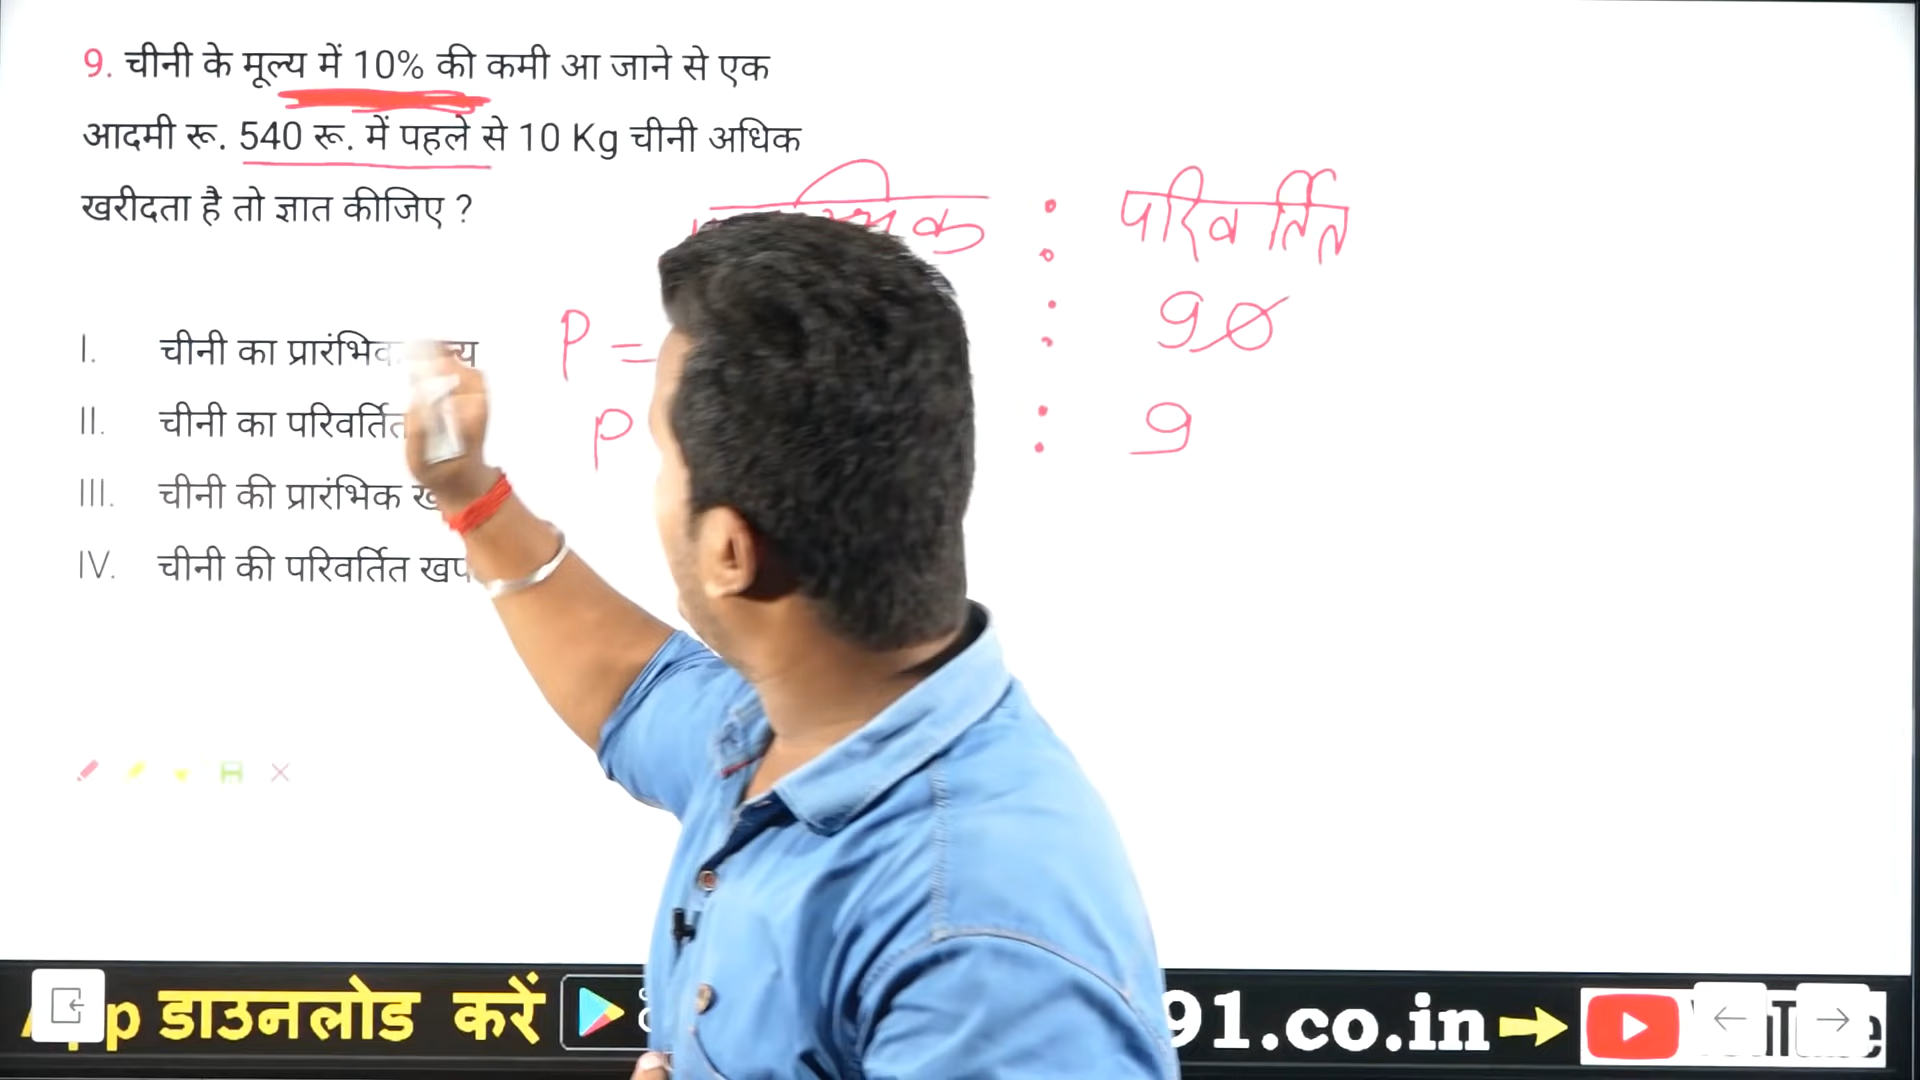 9. चीनी के मूल्य में 10% की कमी आ जाने से एक
आदमी रू. 540 रू. में पहले से 10 Kg चीनी अधिक
खरीदता है तो ज्ञात कीजिए ?
: परिवर्तित
P = : 90
P : 9
I. चीनी का प्रारंभिक
II. चीनी का परिवर्तित
III. चीनी की प्रारंभिक
IV. चीनी की परिवर्तित
डाउनलोड करें 91.co.in